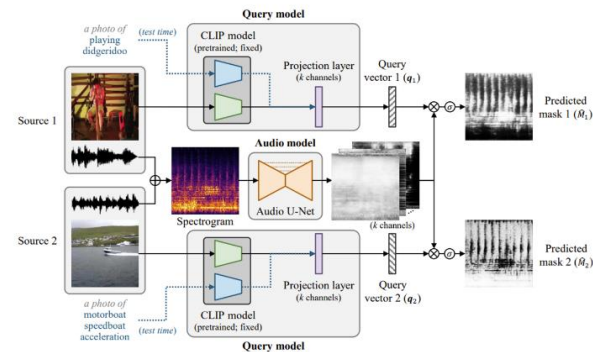 Query model
a photo of
playing
didgeridoo
(test time)
CLIP model
(pretrained; fixed)
Projection layer
(k channels)
Query
vector 1 (q₁)
Source 1
σ
Predicted
mask 1 (M̂₁)
Audio model
Spectrogram
Audio U-Net
(k channels)
Source 2
Projection layer
(k channels)
Query
vector 2 (q₂)
σ
Predicted
mask 2 (M̂₂)
a photo of
motorboat
speedboat
acceleration
(test time)
CLIP model
(pretrained; fixed)
Query model